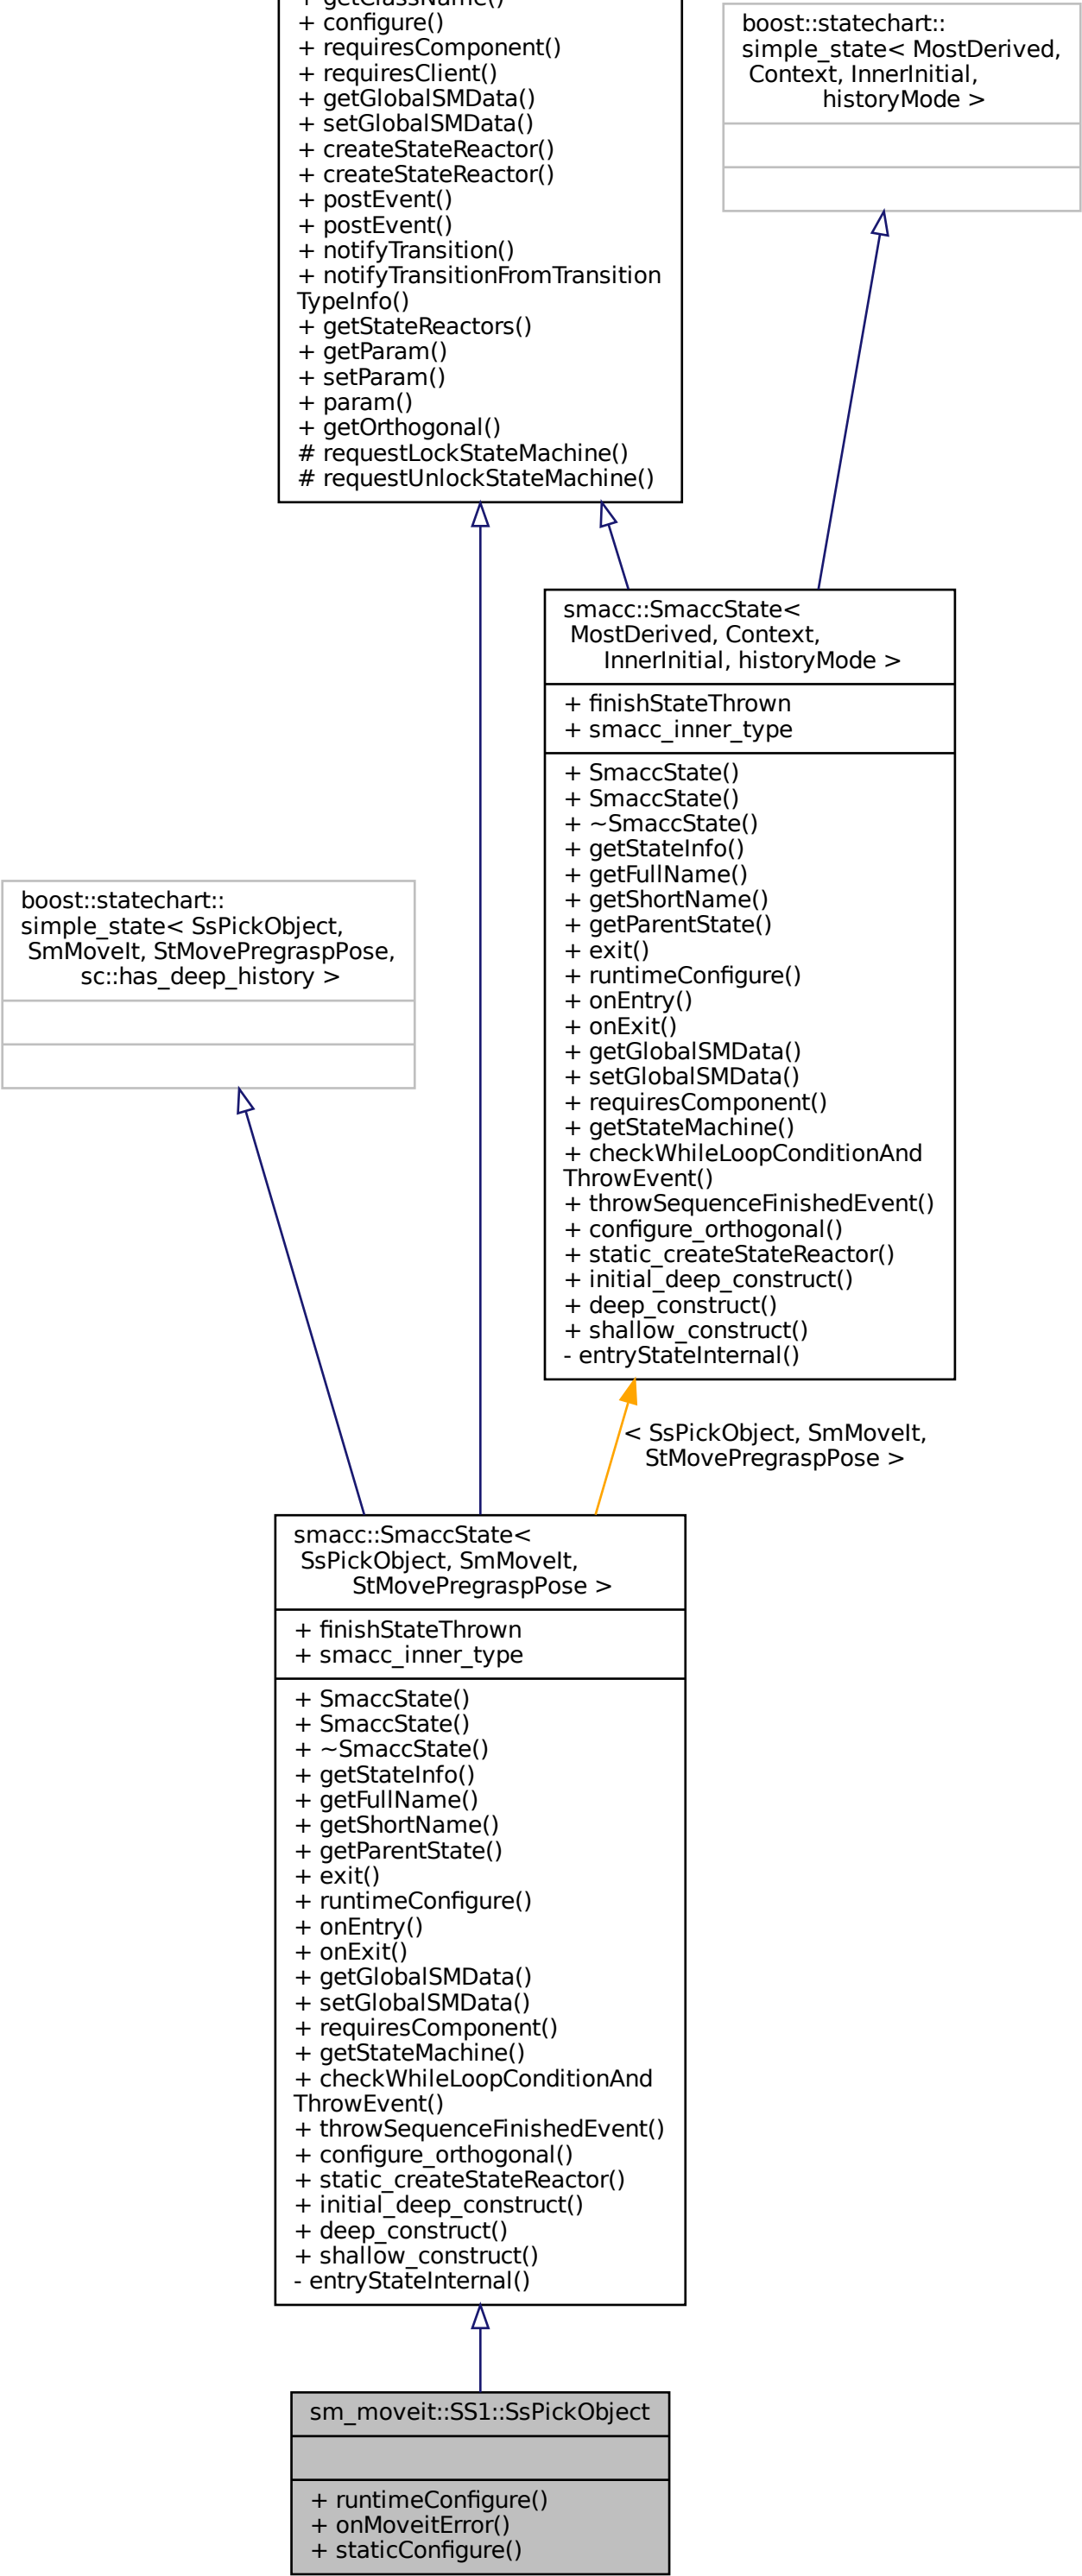 + getClassName()
+ configure()
+ requiresComponent()
+ requiresClient()
+ getGlobalSMData()
+ setGlobalSMData()
+ createStateReactor()
+ createStateReactor()
+ postEvent()
+ postEvent()
+ notifyTransition()
+ notifyTransitionFromTransition
TypeInfo()
+ getStateReactors()
+ getParam()
+ setParam()
+ param()
+ getOrthogonal()
# requestLockStateMachine()
# requestUnlockStateMachine()
boost::statechart::
simple_state< MostDerived,
Context, InnerInitial,
historyMode >
smacc::SmaccState<
MostDerived, Context,
InnerInitial, historyMode >
+ finishStateThrown
+ smacc_inner_type
+ SmaccState()
+ SmaccState()
+ ~SmaccState()
+ getStateInfo()
+ getFullName()
+ getShortName()
+ getParentState()
+ exit()
+ runtimeConfigure()
+ onEntry()
+ onExit()
+ getGlobalSMData()
+ setGlobalSMData()
+ requiresComponent()
+ getStateMachine()
+ checkWhileLoopConditionAnd
ThrowEvent()
+ throwSequenceFinishedEvent()
+ configure_orthogonal()
+ static_createStateReactor()
+ initial_deep_construct()
+ deep_construct()
+ shallow_construct()
- entryStateInternal()
boost::statechart::
simple_state< SsPickObject,
SmMoveIt, StMovePregraspPose,
sc::has_deep_history >
< SsPickObject, SmMoveIt,
StMovePregraspPose >
smacc::SmaccState<
SsPickObject, SmMoveIt,
StMovePregraspPose >
+ finishStateThrown
+ smacc_inner_type
+ SmaccState()
+ SmaccState()
+ ~SmaccState()
+ getStateInfo()
+ getFullName()
+ getShortName()
+ getParentState()
+ exit()
+ runtimeConfigure()
+ onEntry()
+ onExit()
+ getGlobalSMData()
+ setGlobalSMData()
+ requiresComponent()
+ getStateMachine()
+ checkWhileLoopConditionAnd
ThrowEvent()
+ throwSequenceFinishedEvent()
+ configure_orthogonal()
+ static_createStateReactor()
+ initial_deep_construct()
+ deep_construct()
+ shallow_construct()
- entryStateInternal()
sm_moveit::SS1::SsPickObject
+ runtimeConfigure()
+ onMoveitError()
+ staticConfigure()